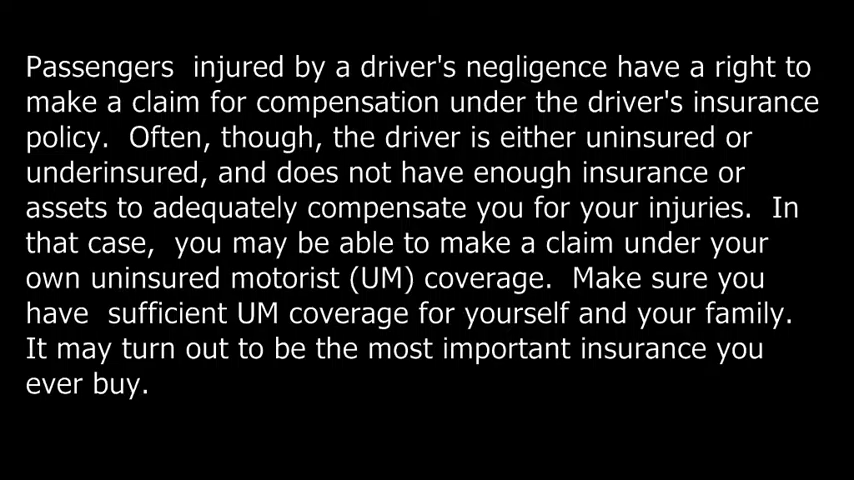 Passengers  injured by a driver's negligence have a right to
make a claim for compensation under the driver's insurance
policy.  Often, though, the driver is either uninsured or
underinsured, and does not have enough insurance or
assets to adequately compensate you for your injuries.  In
that case,  you may be able to make a claim under your
own uninsured motorist (UM) coverage.  Make sure you
have  sufficient UM coverage for yourself and your family.
It may turn out to be the most important insurance you
ever buy.